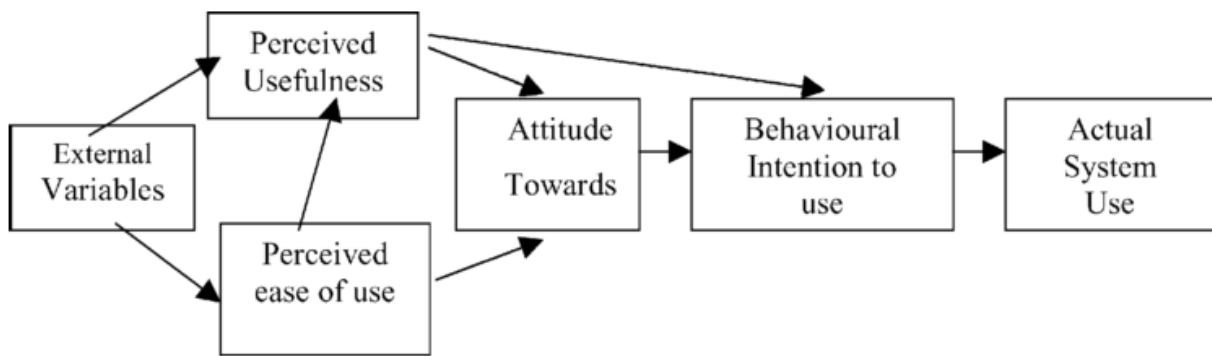 Perceived
Usefulness
External
Variables
Perceived
ease of use
Attitude
Towards
Behavioural
Intention to
use
Actual
System
Use